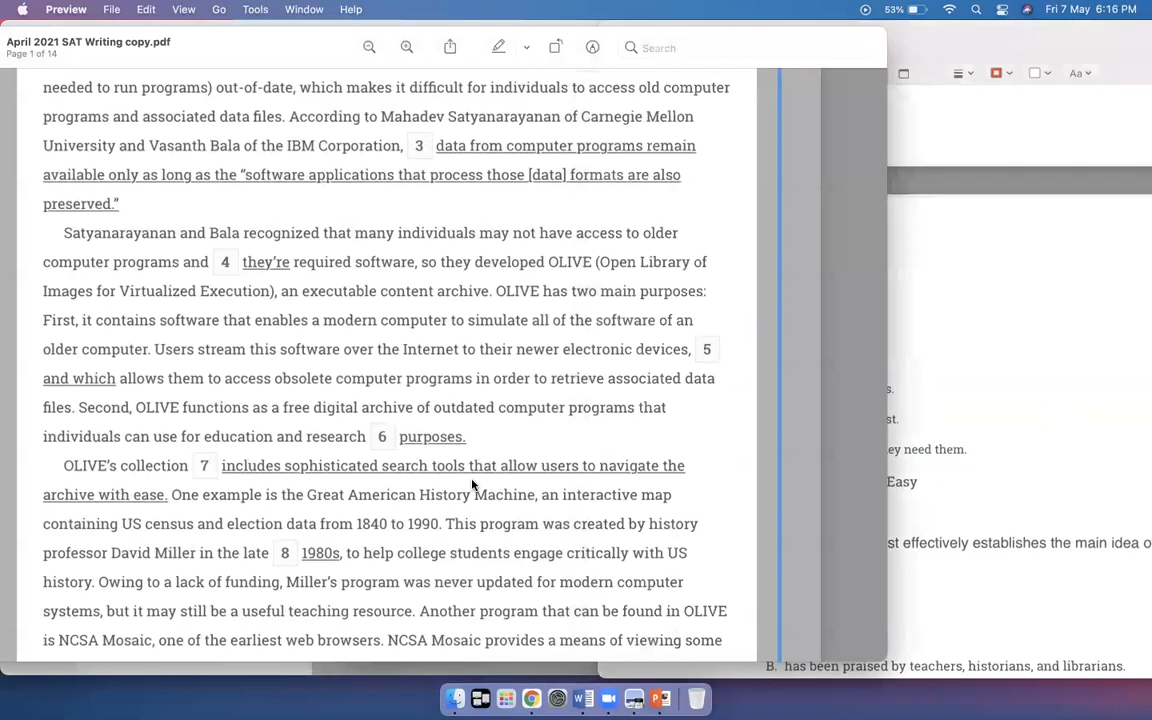 Preview File Edit View Go Tools Window Help 53% Fri 7 May 6:16 PM
April 2021 SAT Writing copy.pdf
Page 1 of 14
Search
Aa
needed to run programs) out-of-date, which makes it difficult for individuals to access old computer
programs and associated data files. According to Mahadev Satyanarayanan of Carnegie Mellon
University and Vasanth Bala of the IBM Corporation, 3 data from computer programs remain
available only as long as the “software applications that process those [data] formats are also
preserved.”
Satyanarayanan and Bala recognized that many individuals may not have access to older
computer programs and 4 they’re required software, so they developed OLIVE (Open Library of
Images for Virtualized Execution), an executable content archive. OLIVE has two main purposes:
First, it contains software that enables a modern computer to simulate all of the software of an
older computer. Users stream this software over the Internet to their newer electronic devices, 5
and which allows them to access obsolete computer programs in order to retrieve associated data
files. Second, OLIVE functions as a free digital archive of outdated computer programs that
individuals can use for education and research 6 purposes.
OLIVE’s collection 7 includes sophisticated search tools that allow users to navigate the
archive with ease. One example is the Great American History Machine, an interactive map
containing US census and election data from 1840 to 1990. This program was created by history
professor David Miller in the late 8 1980s, to help college students engage critically with US
history. Owing to a lack of funding, Miller’s program was never updated for modern computer
systems, but it may still be a useful teaching resource. Another program that can be found in OLIVE
is NCSA Mosaic, one of the earliest web browsers. NCSA Mosaic provides a means of viewing some
s.
st.
ey need them.
Easy
st effectively establishes the main idea o
B. has been praised by teachers, historians, and librarians.